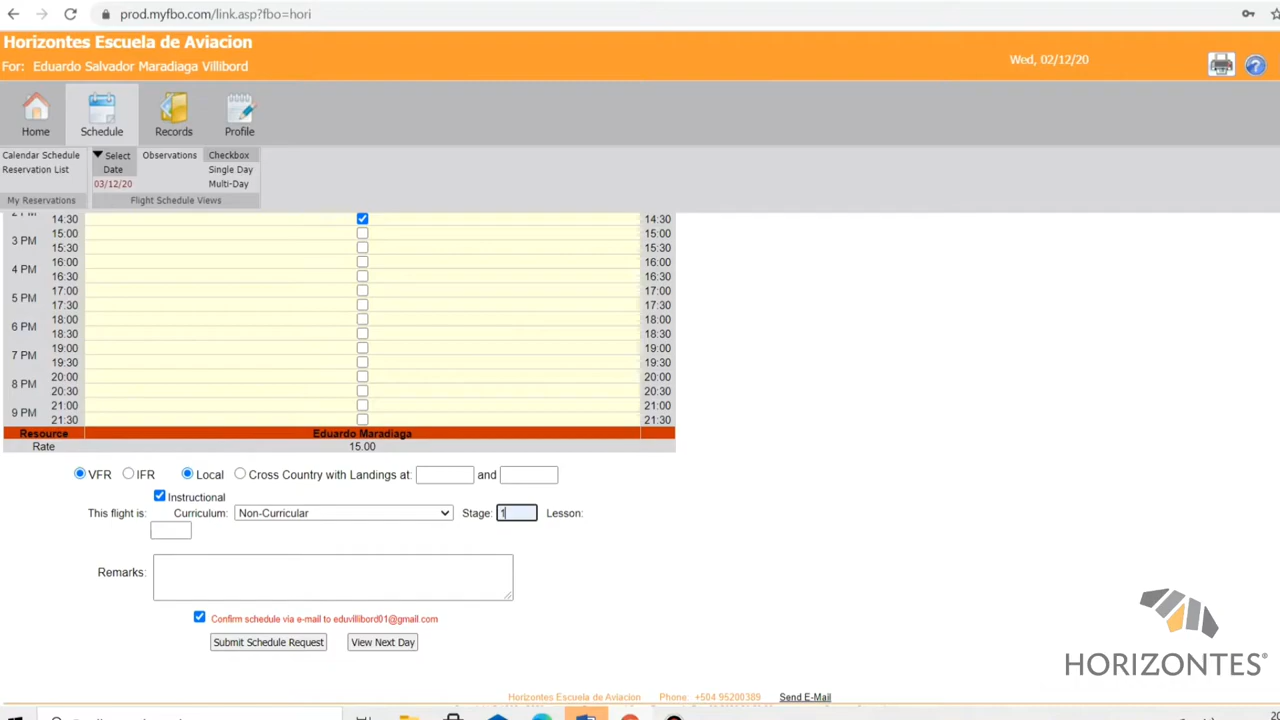 prod.myfbo.com/link.asp?fbo=hori
Horizontes Escuela de Aviacion
For: Eduardo Salvador Maradiaga Villibord
Wed, 02/12/20
Home
Schedule
Records
Profile
Calendar Schedule
Reservation List
My Reservations
Select
Date
03/12/20
Observations
Checkbox
Single Day
Multi-Day
Flight Schedule Views
14:30 14:30
3 PM 15:00 15:00
15:30 15:30
4 PM 16:00 16:00
16:30 16:30
5 PM 17:00 17:00
17:30 17:30
6 PM 18:00 18:00
18:30 18:30
7 PM 19:00 19:00
19:30 19:30
8 PM 20:00 20:00
20:30 20:30
9 PM 21:00 21:00
21:30 21:30
Resource Eduardo Maradiaga
Rate 15.00
VFR IFR Local Cross Country with Landings at: and
Instructional
This flight is: Curriculum: Non-Curricular Stage: 1 Lesson:
Remarks:
Confirm schedule via e-mail to eduvillibord01@gmail.com
Submit Schedule Request View Next Day
HORIZONTES®
Horizontes Escuela de Aviacion Phone. +504 95200389 Send E-Mail